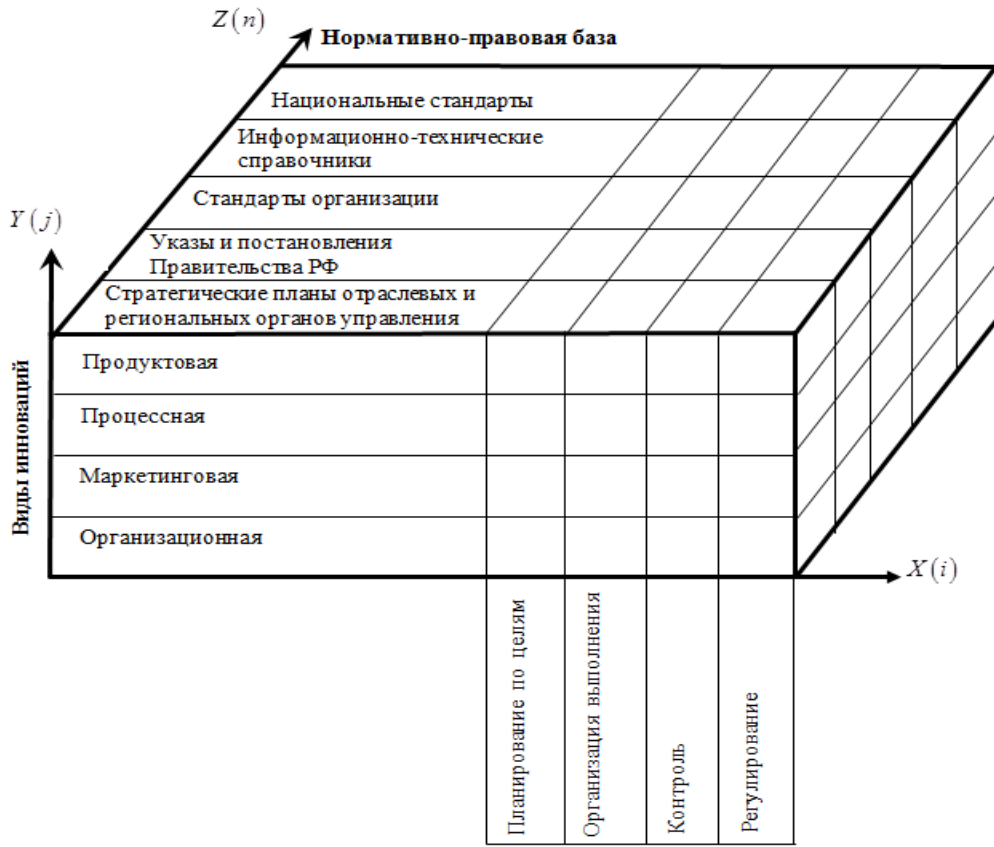 Z(n)
Нормативно-правовая база
Национальные стандарты
Информационно-технические
справочники
Стандарты организации
Y(j)
Указы и постановления
Правительства РФ
Стратегические планы отраслевых и
региональных органов управления
Виды инноваций
Продуктовая
Процессная
Маркетинговая
Организационная
X(i)
Планирование по целям
Организация выполнения
Контроль
Регулирование